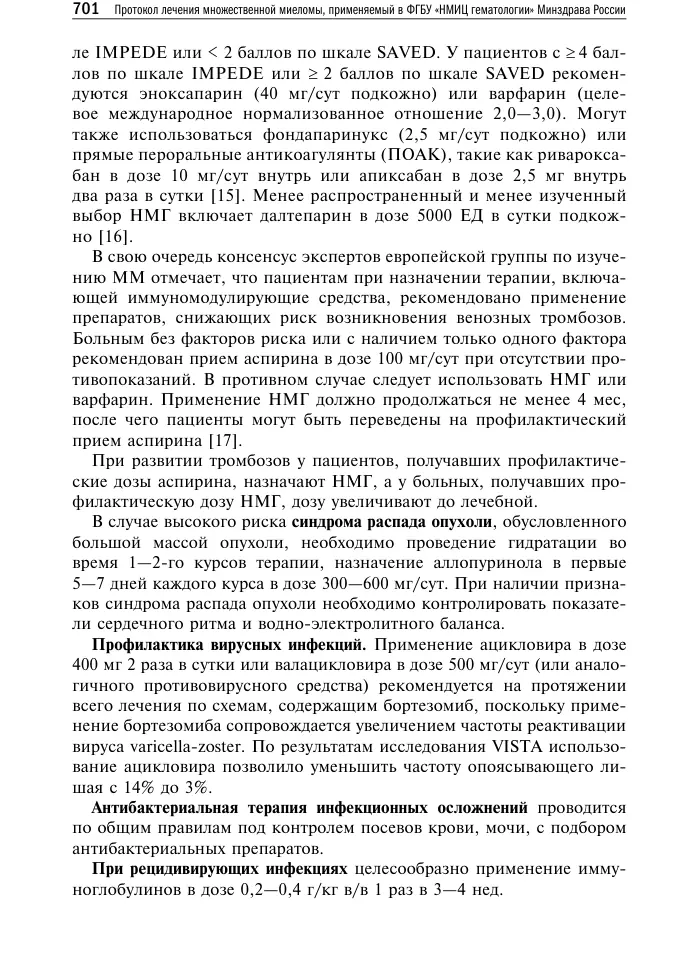 701 Протокол лечения множественной миеломы, применяемый в ФГБУ «НМИЦ гематологии» Минздрава России
ле IMPEDE или < 2 баллов по шкале SAVED. У пациентов с ≥ 4 бал-
лов по шкале IMPEDE или ≥ 2 баллов по шкале SAVED рекомен-
дуются эноксапарин (40 мг/сут подкожно) или варфарин (целе-
вое международное нормализованное отношение 2,0—3,0). Могут
также использоваться фондапаринукс (2,5 мг/сут подкожно) или
прямые пероральные антикоагулянты (ПОАК), такие как риварокса-
бан в дозе 10 мг/сут внутрь или апиксабан в дозе 2,5 мг внутрь
два раза в сутки [15]. Менее распространенный и менее изученный
выбор НМГ включает далтепарин в дозе 5000 ЕД в сутки подкож-
но [16].
В свою очередь консенсус экспертов европейской группы по изуче-
нию ММ отмечает, что пациентам при назначении терапии, включа-
ющей иммуномодулирующие средства, рекомендовано применение
препаратов, снижающих риск возникновения венозных тромбозов.
Больным без факторов риска или с наличием только одного фактора
рекомендован прием аспирина в дозе 100 мг/сут при отсутствии про-
тивопоказаний. В противном случае следует использовать НМГ или
варфарин. Применение НМГ должно продолжаться не менее 4 мес,
после чего пациенты могут быть переведены на профилактический
прием аспирина [17].
При развитии тромбозов у пациентов, получавших профилактиче-
ские дозы аспирина, назначают НМГ, а у больных, получавших про-
филактическую дозу НМГ, дозу увеличивают до лечебной.
В случае высокого риска синдрома распада опухоли, обусловленного
большой массой опухоли, необходимо проведение гидратации во
время 1—2-го курсов терапии, назначение аллопуринола в первые
5—7 дней каждого курса в дозе 300—600 мг/сут. При наличии призна-
ков синдрома распада опухоли необходимо контролировать показате-
ли сердечного ритма и водно-электролитного баланса.
Профилактика вирусных инфекций. Применение ацикловира в дозе
400 мг 2 раза в сутки или валацикловира в дозе 500 мг/сут (или анало-
гичного противовирусного средства) рекомендуется на протяжении
всего лечения по схемам, содержащим бортезомиб, поскольку приме-
нение бортезомиба сопровождается увеличением частоты реактивации
вируса varicella-zoster. По результатам исследования VISTA использо-
вание ацикловира позволило уменьшить частоту опоясывающего ли-
шая с 14% до 3%.
Антибактериальная терапия инфекционных осложнений проводится
по общим правилам под контролем посевов крови, мочи, с подбором
антибактериальных препаратов.
При рецидивирующих инфекциях целесообразно применение имму-
ноглобулинов в дозе 0,2—0,4 г/кг в/в 1 раз в 3—4 нед.